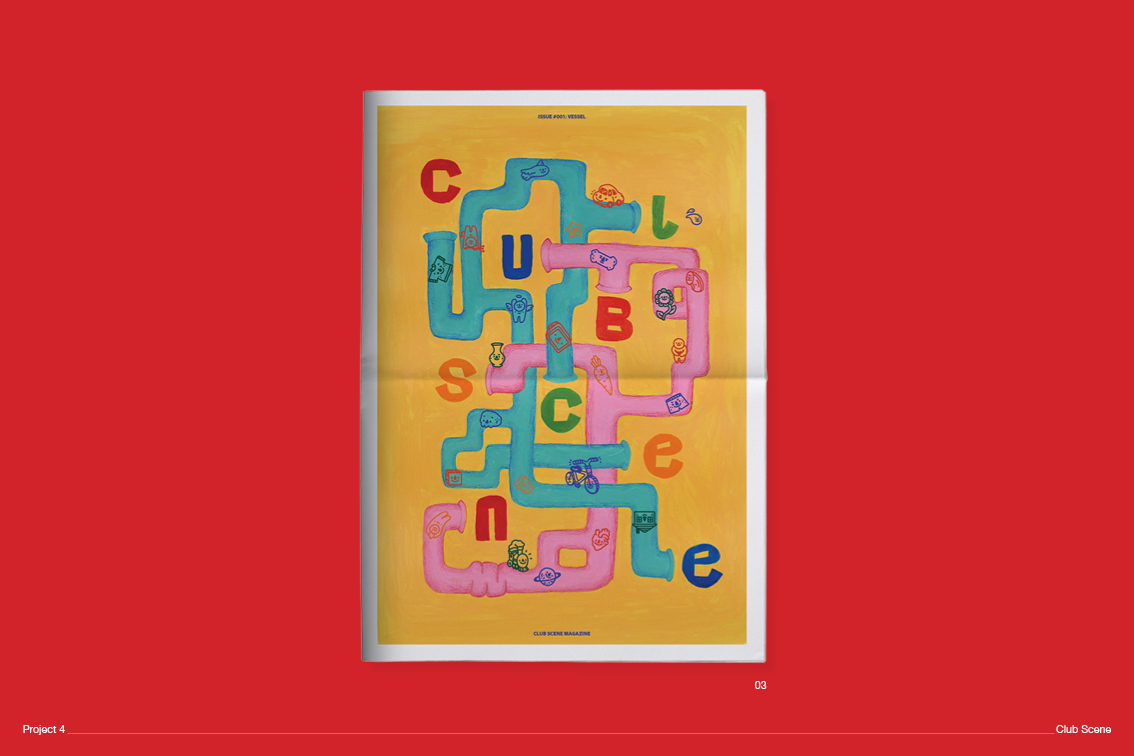 ISSUE #001: VESSEL
C
l
U
B
S
C
e
n
e
CLUB SCENE MAGAZINE
03
Project 4
Club Scene